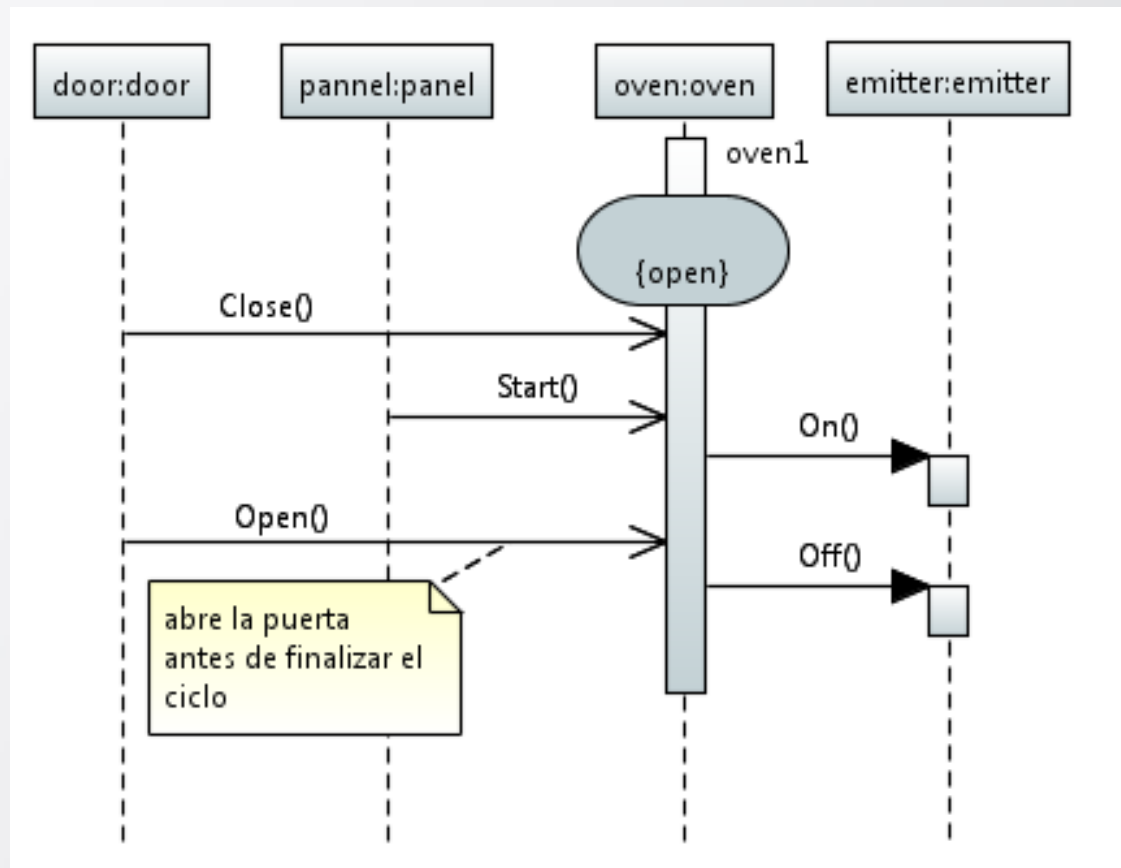 door:door
pannel:panel
oven:oven
emitter:emitter
oven1
{open}
Close()
Start()
On()
Open()
Off()
abre la puerta
antes de finalizar el
ciclo